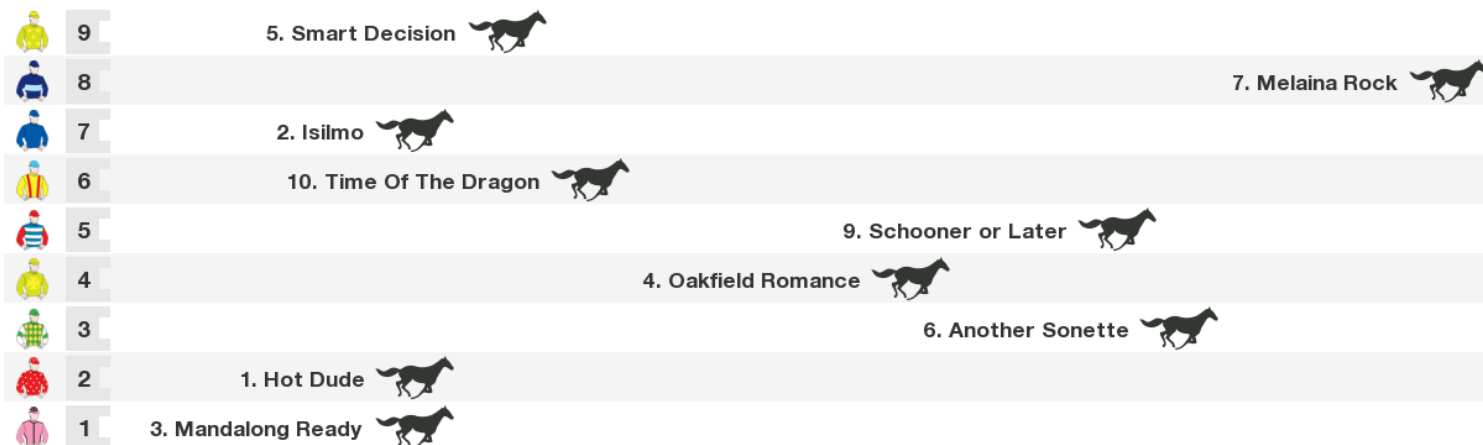 9 5. Smart Decision
8 7. Melaina Rock
7 2. Isilmo
6 10. Time Of The Dragon
5 9. Schooner or Later
4 4. Oakfield Romance
3 6. Another Sonette
2 1. Hot Dude
1 3. Mandalong Ready